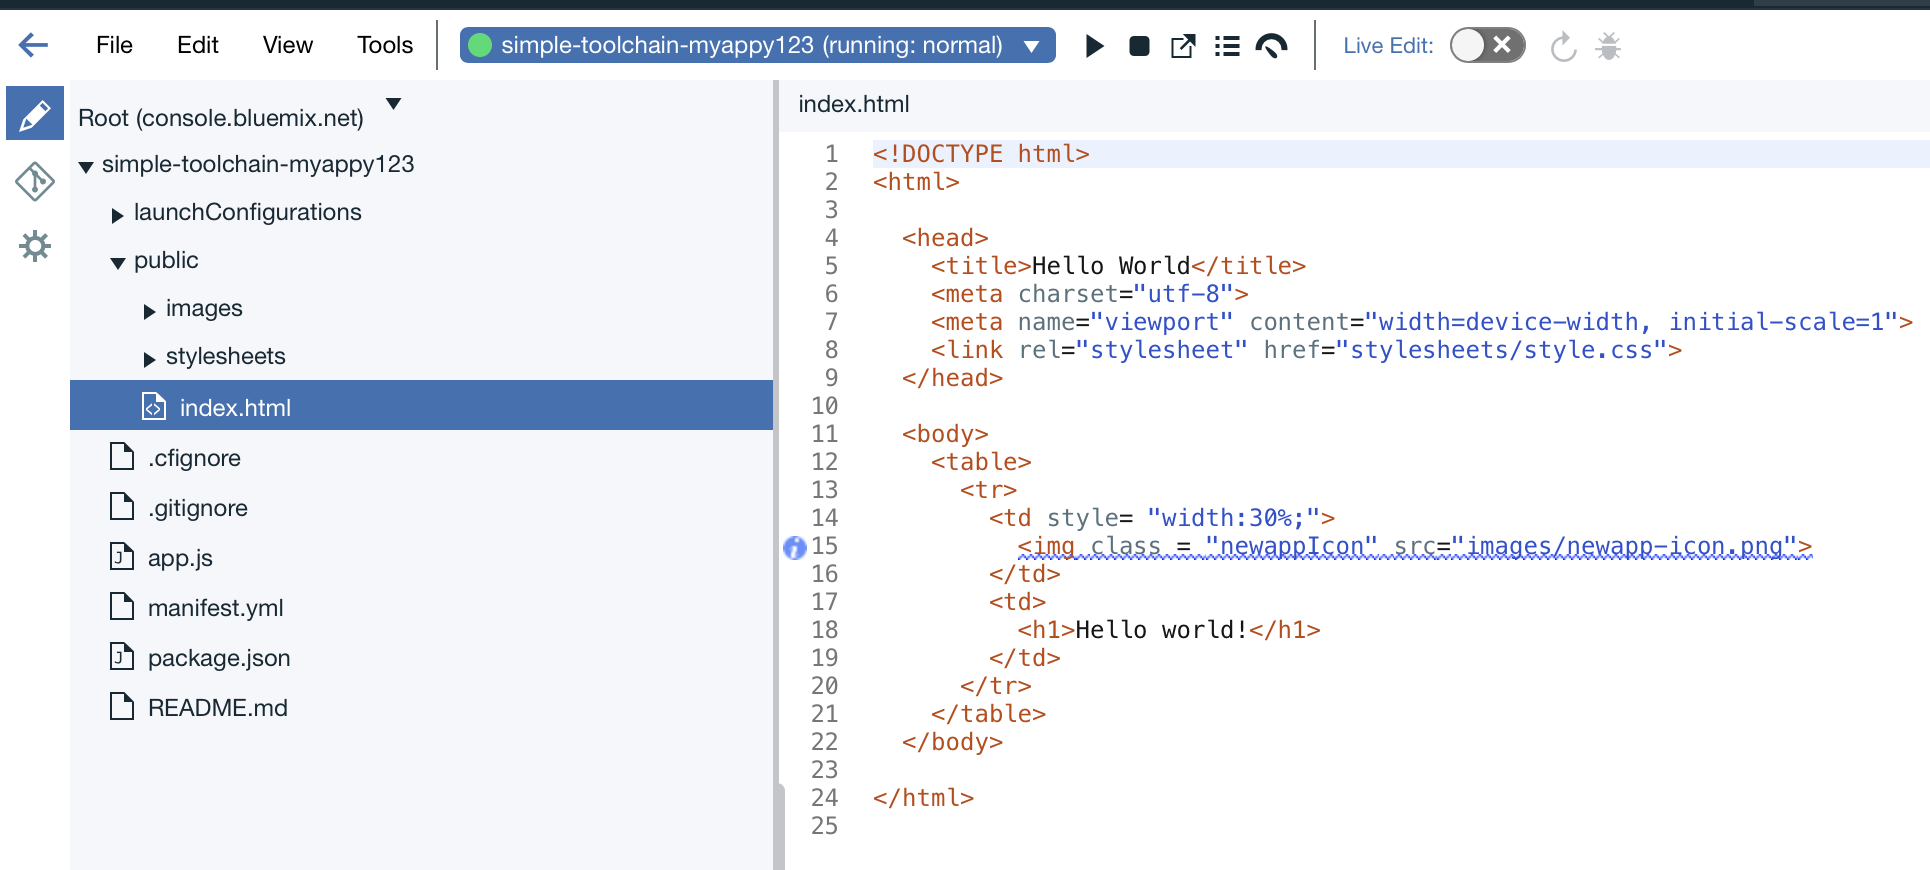 File Edit View Tools simple-toolchain-myappy123 (running: normal) Live Edit:
Root (console.bluemix.net)
simple-toolchain-myappy123
launchConfigurations
public
images
stylesheets
index.html
.cfignore
.gitignore
app.js
manifest.yml
package.json
README.md
index.html
1 <!DOCTYPE html>
2 <html>
3
4   <head>
5     <title>Hello World</title>
6     <meta charset="utf-8">
7     <meta name="viewport" content="width=device-width, initial-scale=1">
8     <link rel="stylesheet" href="stylesheets/style.css">
9   </head>
10
11   <body>
12     <table>
13       <tr>
14         <td style= "width:30%;">
15           <img class = "newappIcon" src="images/newapp-icon.png">
16         </td>
17         <td>
18           <h1>Hello world!</h1>
19         </td>
20       </tr>
21     </table>
22   </body>
23
24 </html>
25